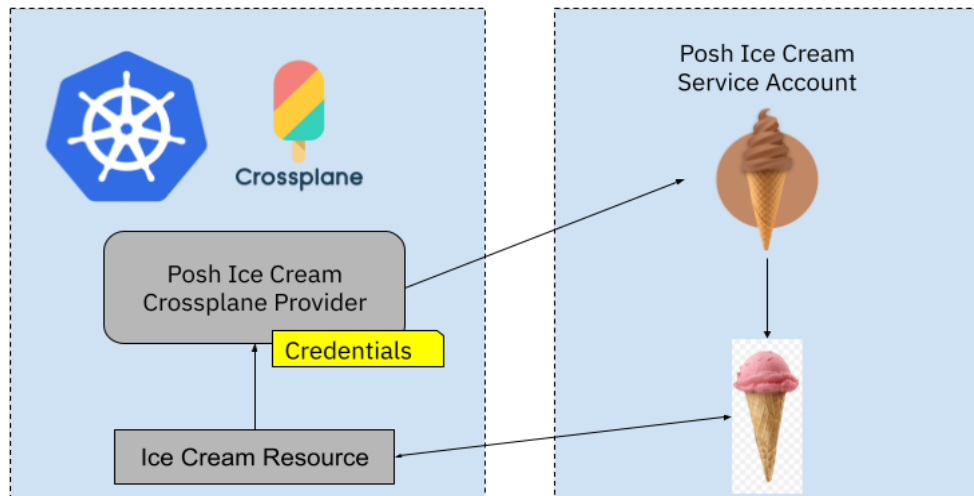 Crossplane
Posh Ice Cream
Crossplane Provider
Credentials
Ice Cream Resource
Posh Ice Cream
Service Account